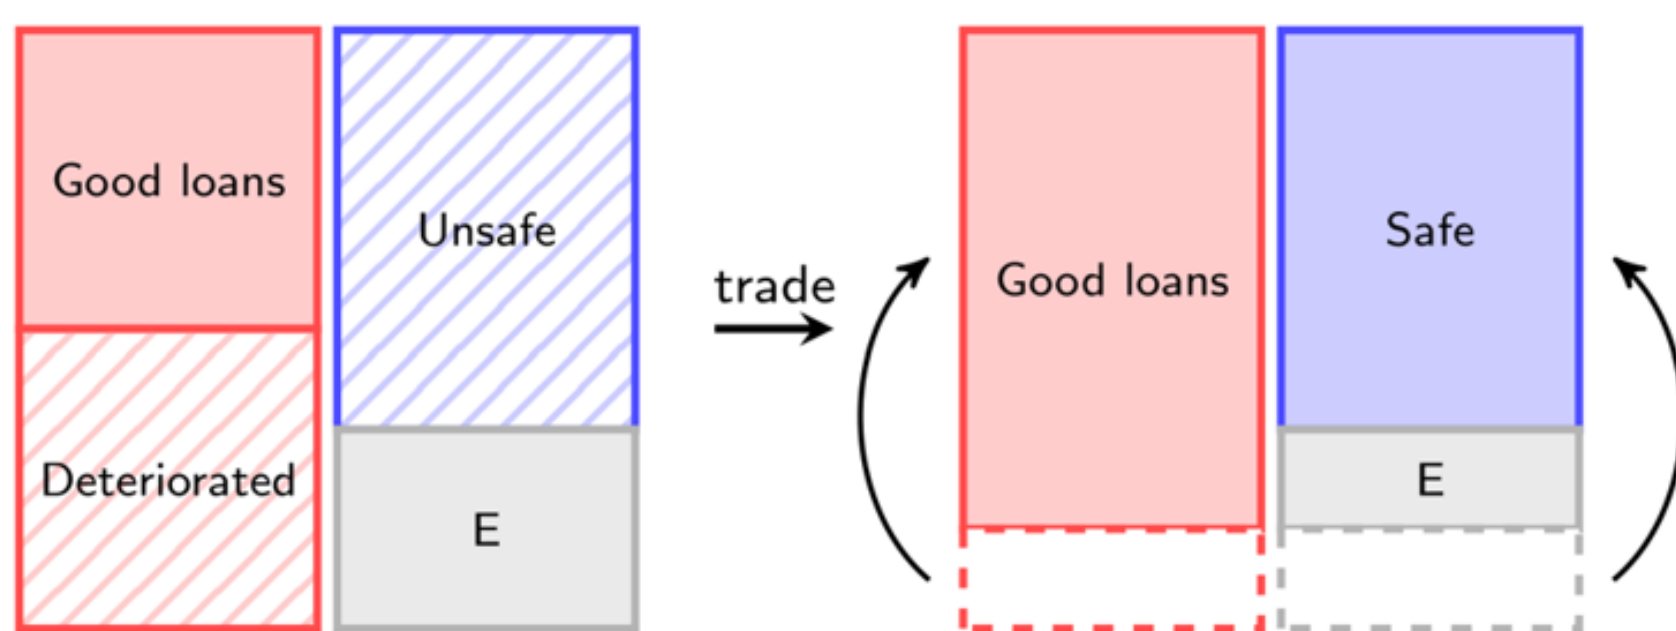 Good loans
Deteriorated
Unsafe
E
trade
Good loans
Safe
E